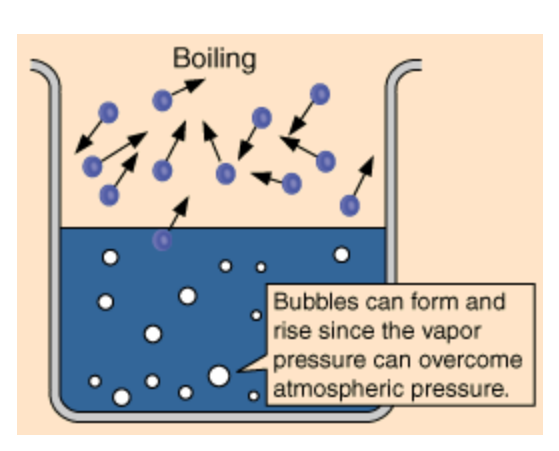 Boiling
Bubbles can form and
rise since the vapor
pressure can overcome
atmospheric pressure.